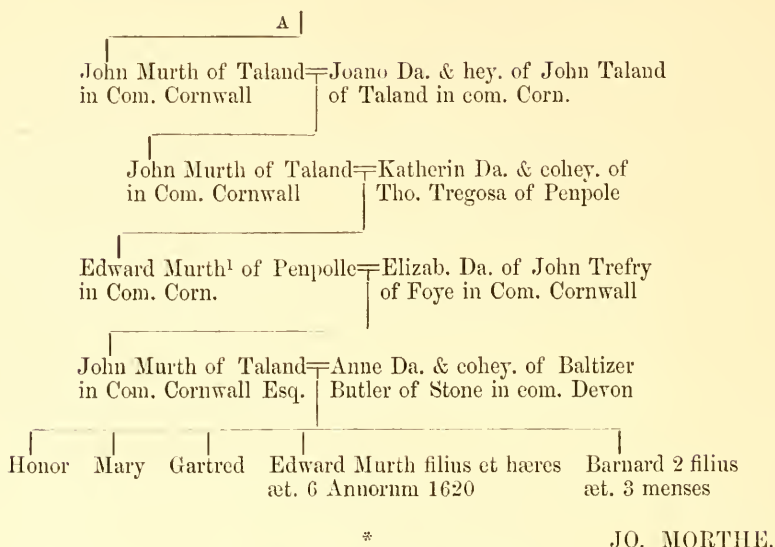 A
John Murth of Taland=Joano Da. & hey. of John Taland
in Com. Cornwall of Taland in com. Corn.
John Murth of Taland=Katherin Da. & cohey. of
in Com. Cornwall Tho. Tregosa of Penpole
Edward Murth¹ of Penpolle=Elizab. Da. of John Trefry
in Com. Corn. of Foye in Com. Cornwall
John Murth of Taland=Anne Da. & cohey. of Baltizer
in Com. Cornwall Esq. Butler of Stone in com. Devon
Honor Mary Gartred Edward Murth filius et hæres Barnard 2 filius
æt. 6 Annorum 1620 æt. 3 menses
* JO. MORTHE.